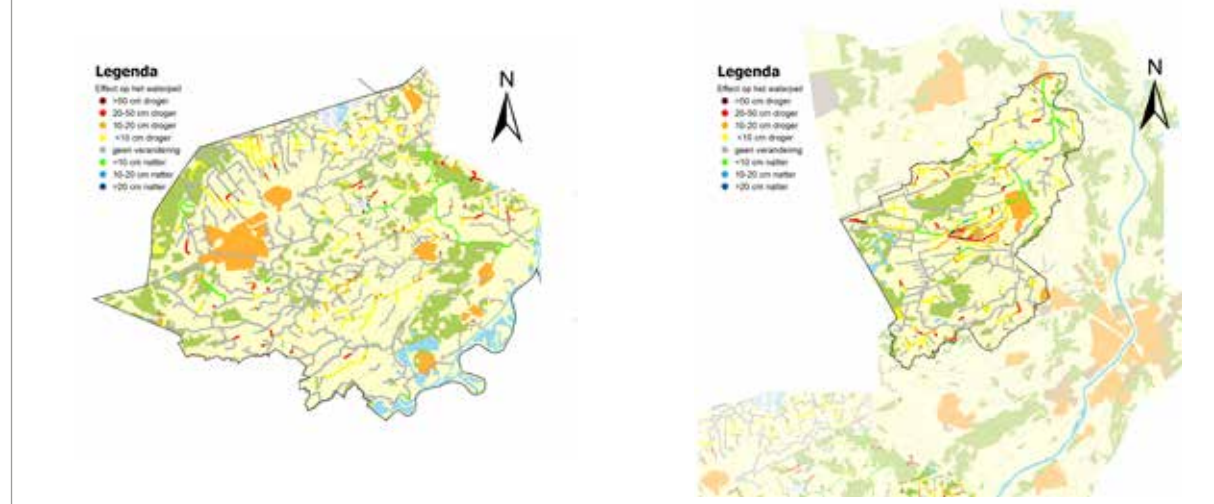 Legenda
Effect op het waterpeil
>50 cm droger
20-50 cm droger
10-20 cm droger
<10 cm droger
geen verandering
<10 cm natter
10-20 cm natter
>20 cm natter
N
Legenda
Effect op het waterpeil
>50 cm droger
20-50 cm droger
10-20 cm droger
<10 cm droger
geen verandering
<10 cm natter
10-20 cm natter
>20 cm natter
N